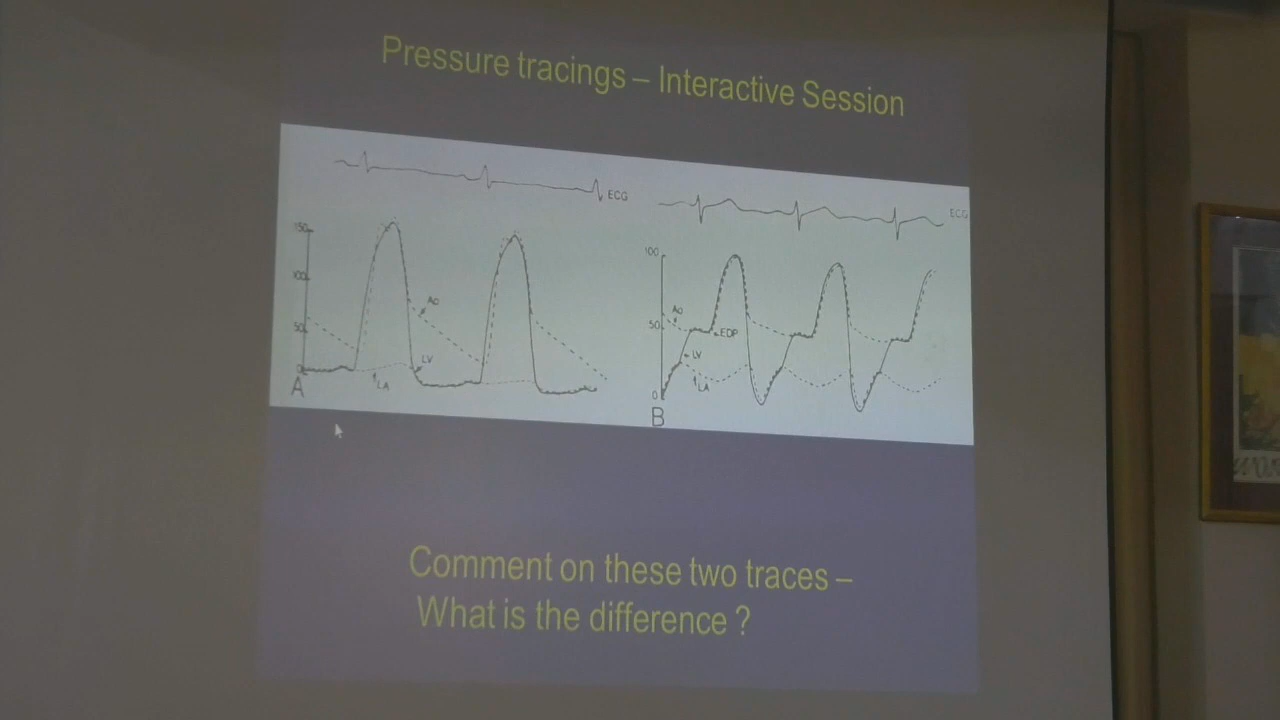 Pressure tracings – Interactive Session
ECG
ECG
150
100
50
0
Ao
LV
LA
A
100
50
0
Ao
EDP
LV
LA
B
Comment on these two traces –
What is the difference ?